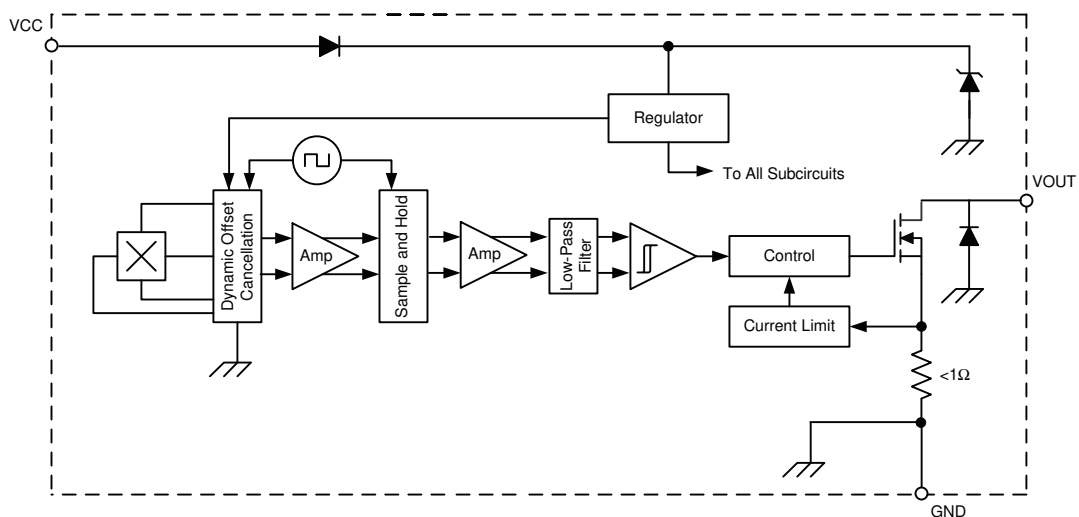 VCC
Regulator
To All Subcircuits
VOUT
Dynamic Offset
Cancellation
Amp
Sample and Hold
Amp
Low-Pass
Filter
Control
Current Limit
<1Ω
GND